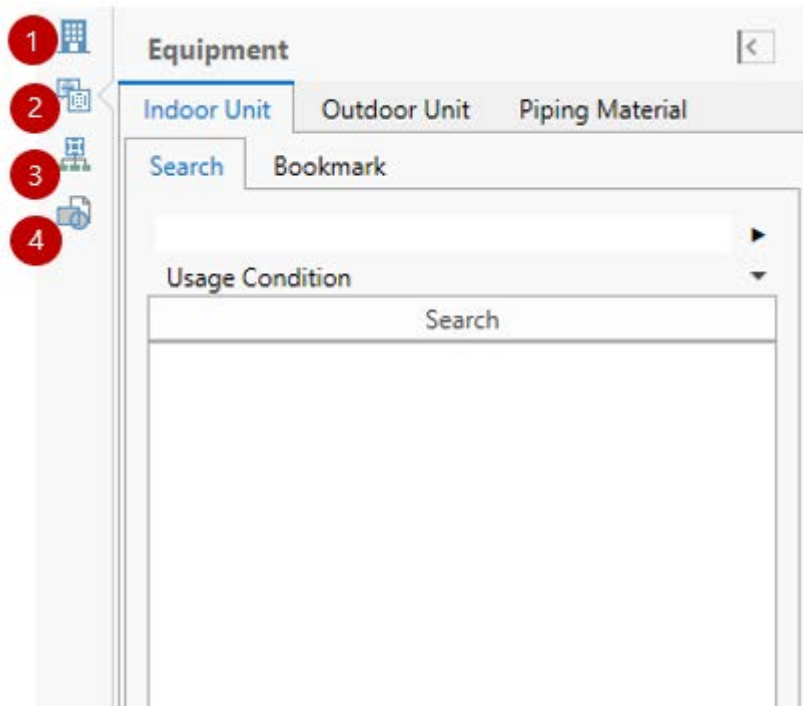 1
Equipment
2
Indoor Unit Outdoor Unit Piping Material
3
Search Bookmark
4
Usage Condition
Search